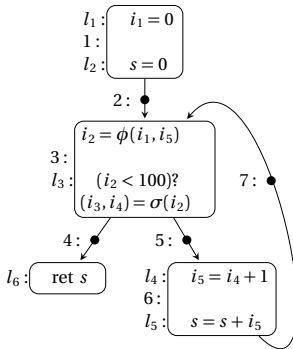 l₁: i₁ = 0
1:
l₂: s = 0
2:
i₂ = ϕ(i₁, i₅)
3:
l₃: (i₂ < 100)?
7:
(i₃, i₄) = σ(i₂)
4: 5:
l₆: ret s
l₄: i₅ = i₄ + 1
6:
l₅: s = s + i₅